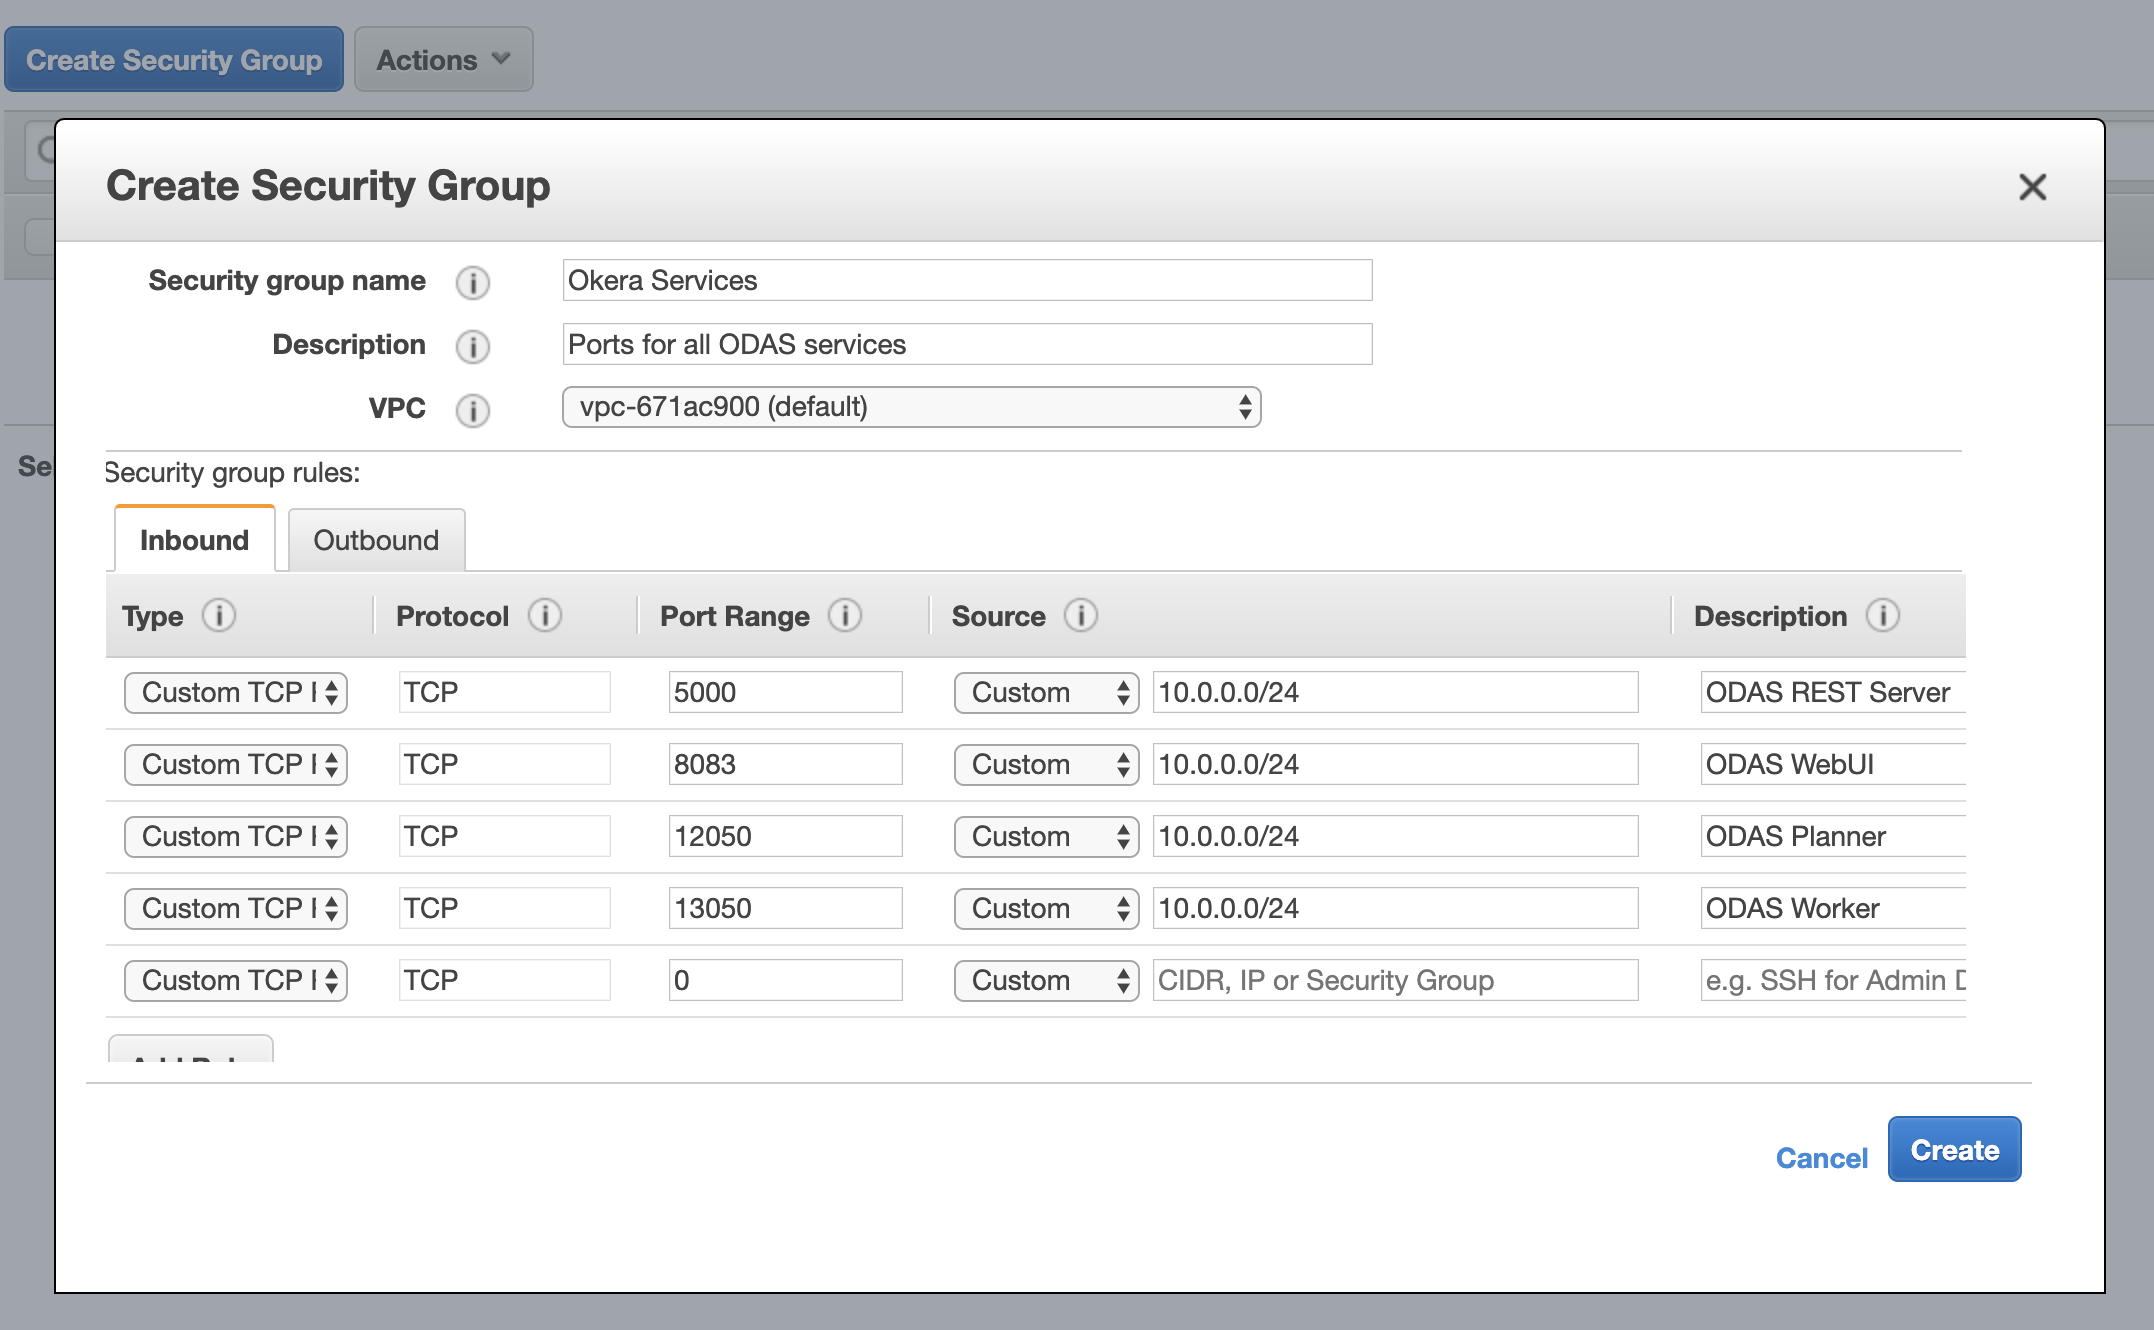 Create Security Group Actions
Create Security Group
Security group name Okera Services
Description Ports for all ODAS services
VPC vpc-671ac900 (default)
Se
Security group rules:
Inbound Outbound
Type Protocol Port Range Source Description
Custom TCP TCP 5000 Custom 10.0.0.0/24 ODAS REST Server
Custom TCP TCP 8083 Custom 10.0.0.0/24 ODAS WebUI
Custom TCP TCP 12050 Custom 10.0.0.0/24 ODAS Planner
Custom TCP TCP 13050 Custom 10.0.0.0/24 ODAS Worker
Custom TCP TCP 0 Custom CIDR, IP or Security Group e.g. SSH for Admin D
Cancel Create